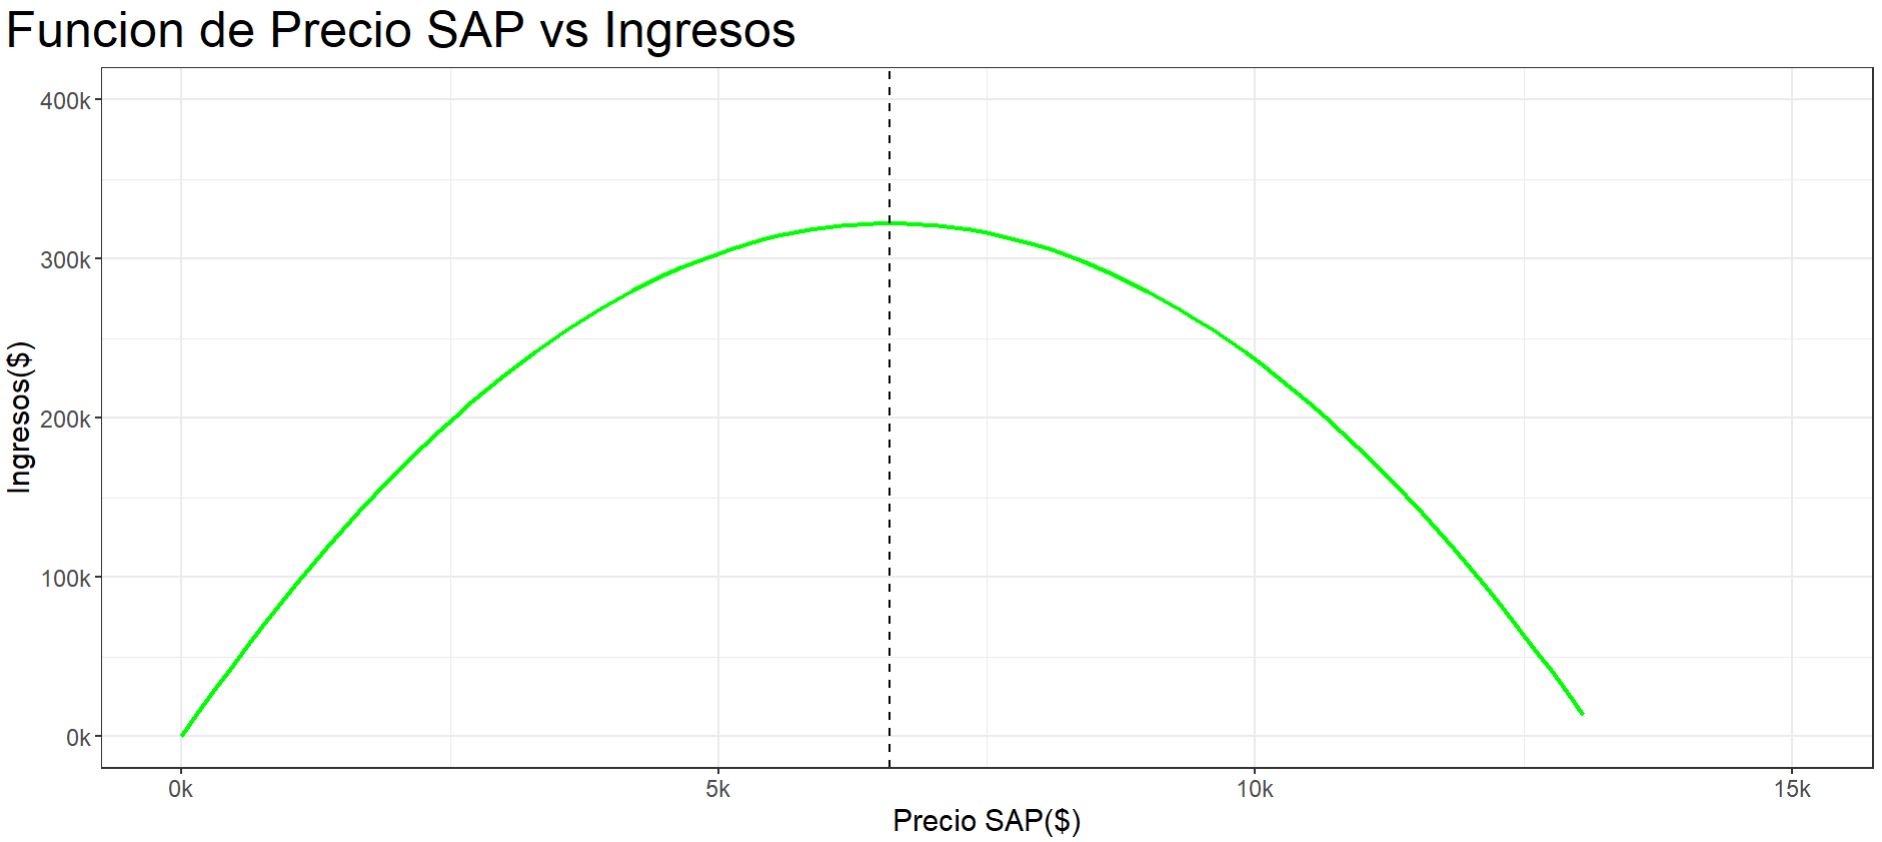 Funcion de Precio SAP vs Ingresos
400k
300k
200k
100k
0k
Ingresos($)
0k 5k 10k 15k
Precio SAP($)